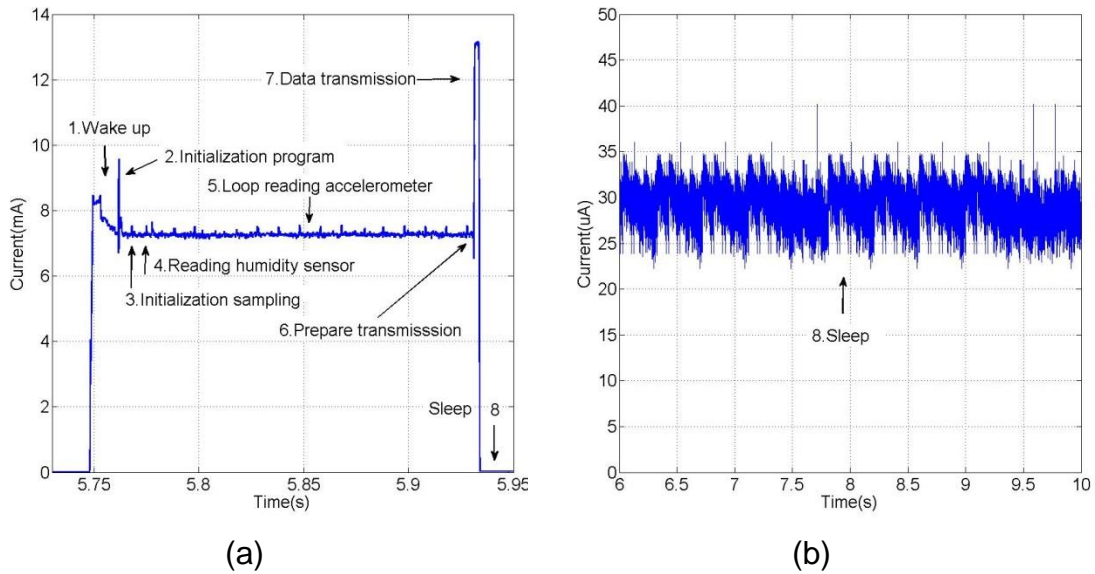 14
12
10
8
6
4
2
0
Current(mA)
7.Data transmission
1.Wake up
2.Initialization program
5.Loop reading accelerometer
4.Reading humidity sensor
3.Initialization sampling
6.Prepare transmisssion
Sleep 8
5.75 5.8 5.85 5.9 5.95
Time(s)
(a)
50
45
40
35
30
25
20
15
10
5
0
Current(uA)
8.Sleep
6 6.5 7 7.5 8 8.5 9 9.5 10
Time(s)
(b)